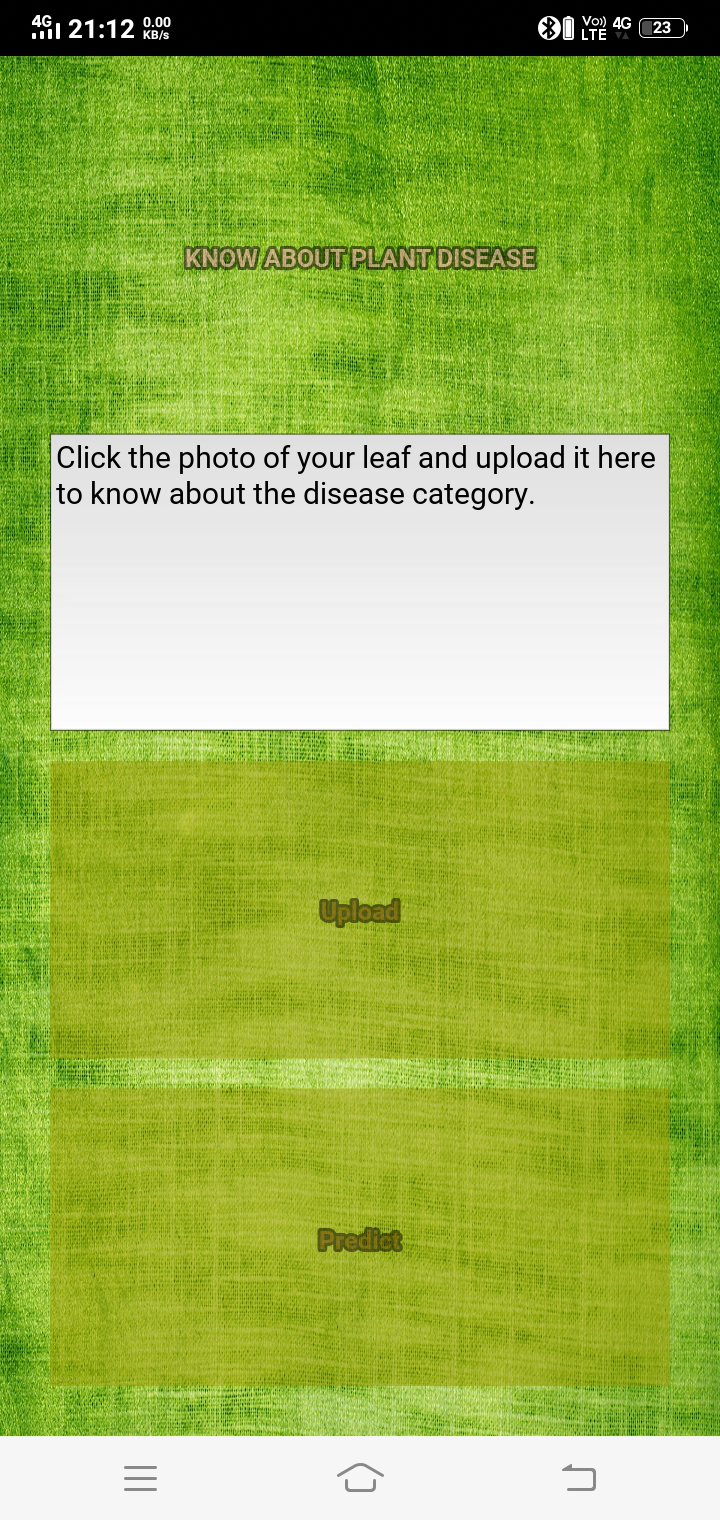 4G 21:12 0.00 KB/s Vo)) LTE 4G 23
KNOW ABOUT PLANT DISEASE
Click the photo of your leaf and upload it here
to know about the disease category.
Upload
Predict